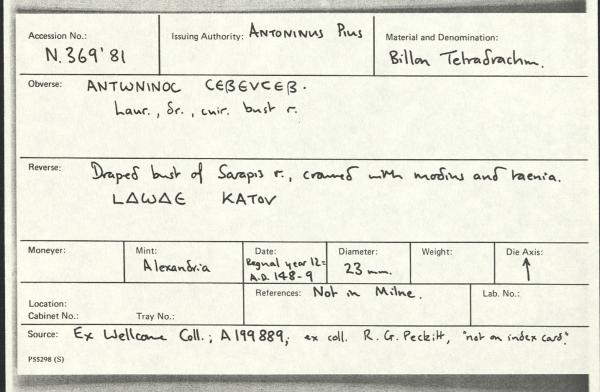 Accession No.:
N.369'81
Issuing Authority: ANTONINUS PIUS
Material and Denomination:
Billon Tetradrachm.
Obverse: ANTωNINOC CЄBЄVCЄB.
Laur., dr., cuir. bust r.
Reverse: Draped bust of Sarapis r., crowned with modius and taenia.
LΔωΔЄ KATOV
Moneyer:
Mint:
Alexandria
Date:
Regnal year 12=
A.D. 148-9
Diameter:
23 mm.
Weight:
Die Axis:
↑
Location:
Cabinet No.: Tray No.:
References: Not in Milne.
Lab. No.:
Source: Ex Wellcome Coll.; A199889; ex coll. R.G. Peckitt, "not on index card."
PS5298 (S)